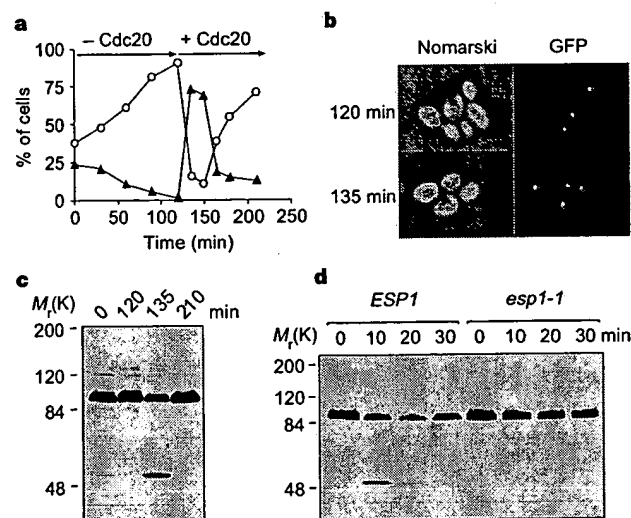 a
– Cdc20 + Cdc20
100
75
50
25
0
% of cells
0 50 100 150 200 250
Time (min)
b
Nomarski GFP
120 min
135 min
c
Mr(K) 0 120 135 210 min
200
120
84
48
d
ESP1 esp1-1
Mr(K) 0 10 20 30 0 10 20 30 min
200
120
84
48